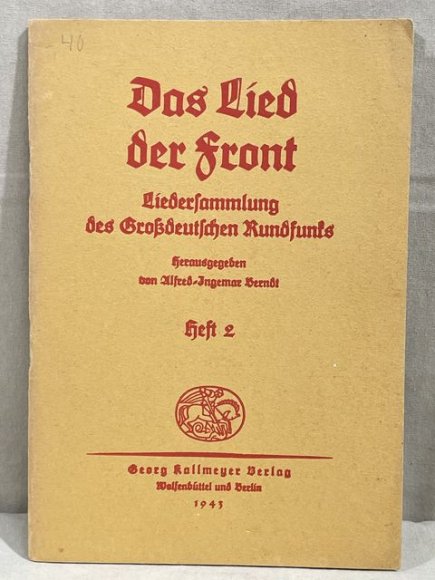 40
Das Lied
der Front
Liedersammlung
des Großdeutschen Rundfunks
Herausgegeben
von Alfred-Ingemar Berndt
Heft 2
Georg Kallmeyer Verlag
Wolfenbüttel und Berlin
1943